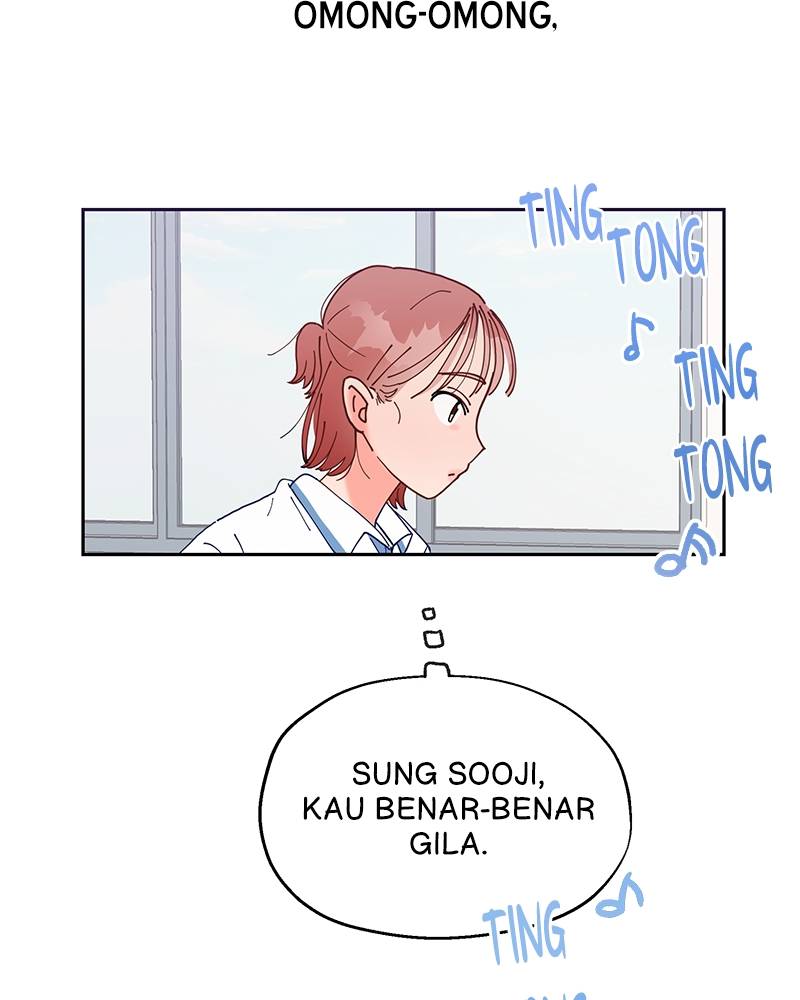 OMONG-OMONG,
TING
TONG
TING
TONG
SUNG SOOJI,
KAU BENAR-BENAR
GILA.
TING